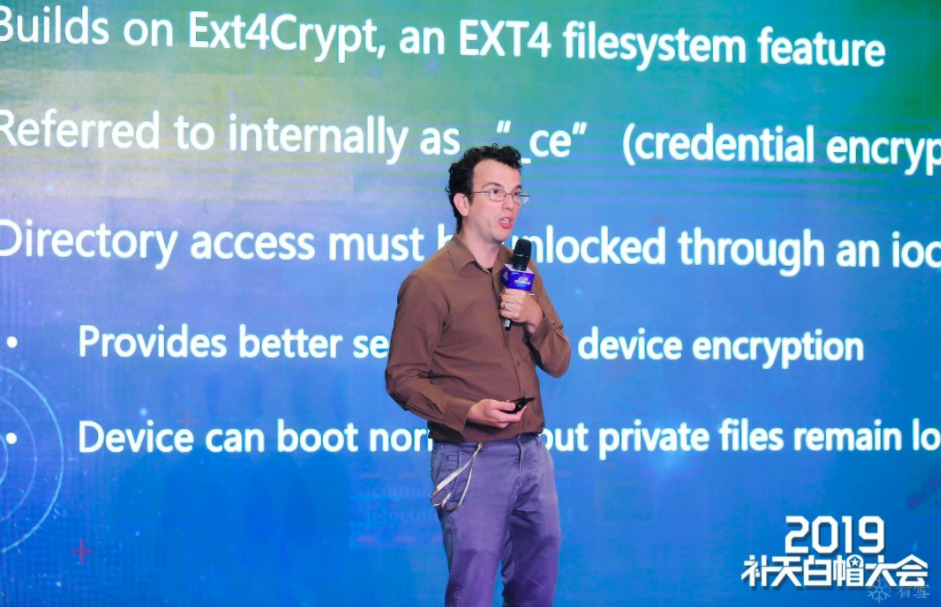 Builds on Ext4Crypt, an EXT4 filesystem feature
Referred to internally as “_ce” (credential encryp
Directory access must unlocked through an ioc
• Provides better device encryption
• Device can boot out private files remain lo
2019
补天白帽大会
看雪